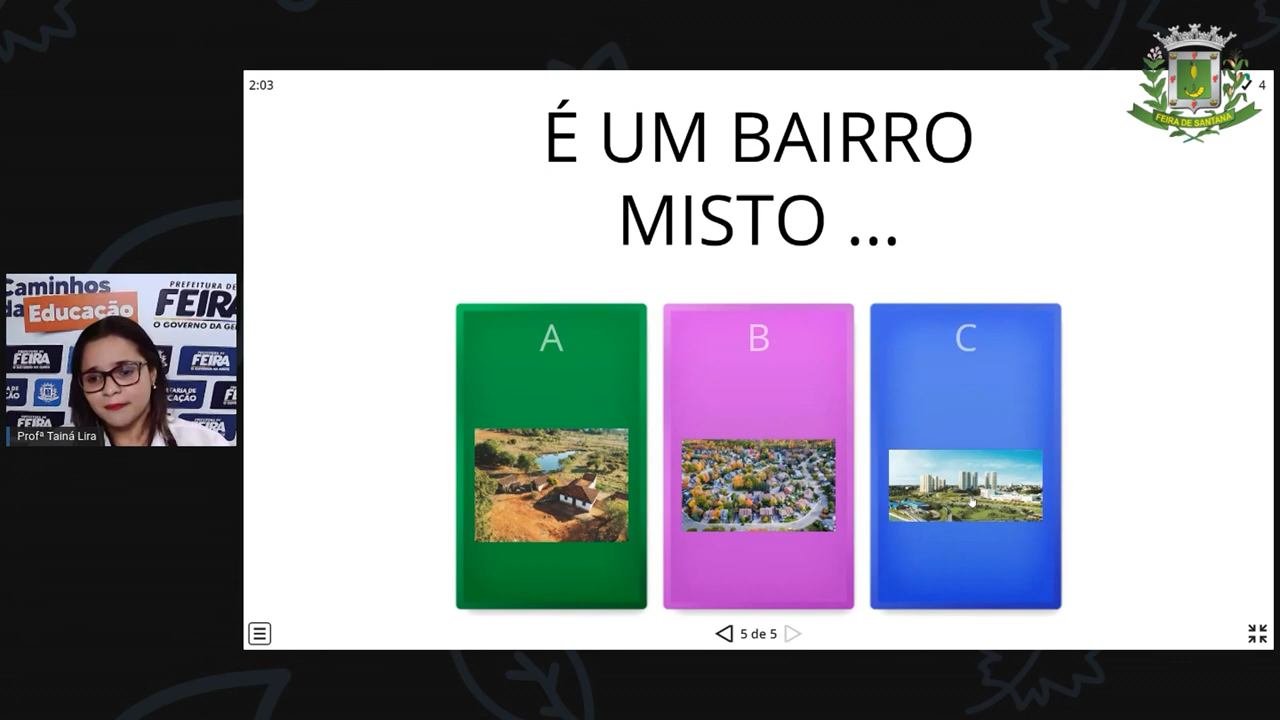 2:03
4
FEIRA DE SANTANA
É UM BAIRRO
MISTO ...
A
B
C
5 de 5
Caminhos
da Educação
PREFEITURA DE
FEIRA
O GOVERNO DA GE
FEIRA
FEIRA
FEIRA
Profª Tainá Lira